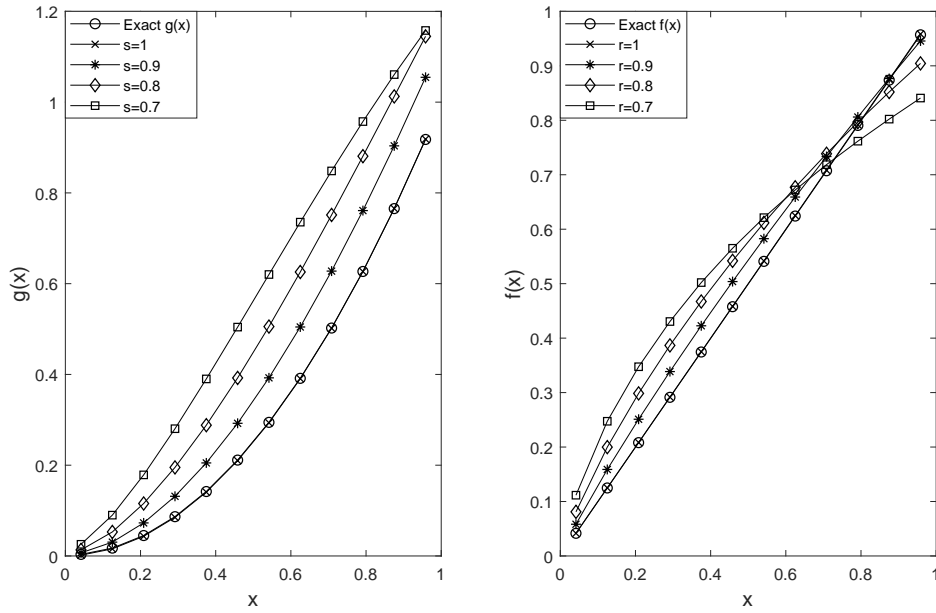 Exact g(x)
s=1
s=0.9
s=0.8
s=0.7
1.2
1
0.8
0.6
0.4
0.2
0
g(x)
0 0.2 0.4 0.6 0.8 1
x
Exact f(x)
r=1
r=0.9
r=0.8
r=0.7
1
0.9
0.8
0.7
0.6
0.5
0.4
0.3
0.2
0.1
0
f(x)
0 0.2 0.4 0.6 0.8 1
x